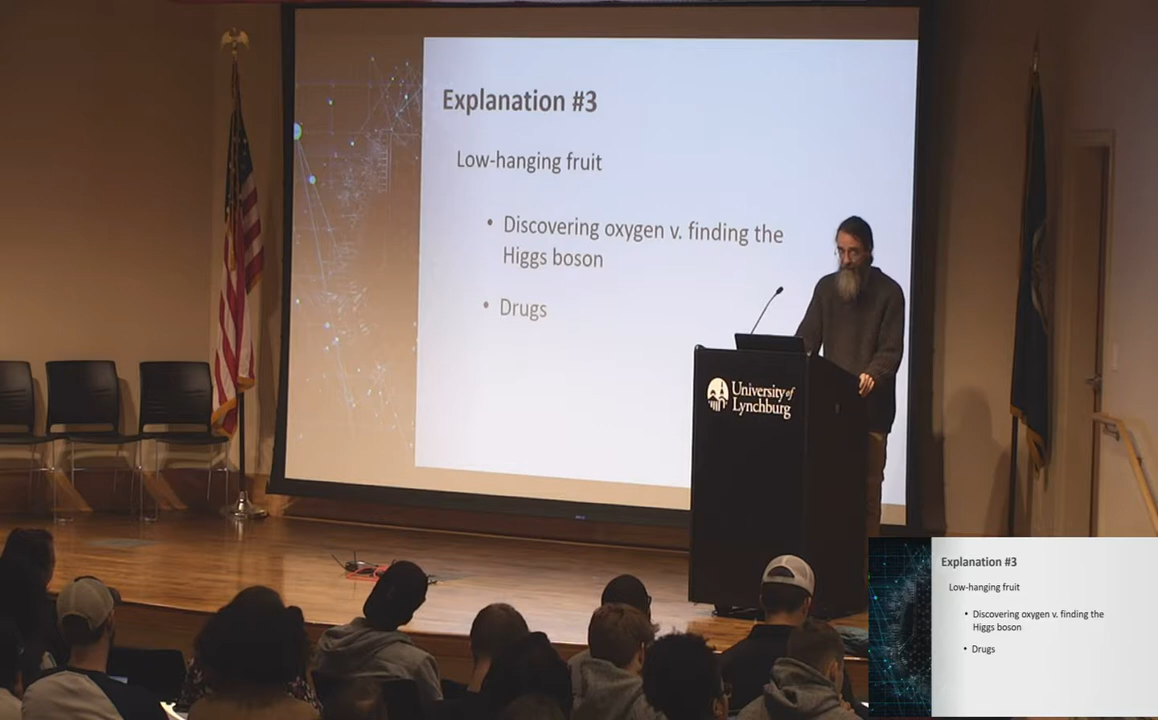 Explanation #3
Low-hanging fruit
• Discovering oxygen v. finding the
Higgs boson
• Drugs
University of
Lynchburg
Explanation #3
Low-hanging fruit
• Discovering oxygen v. finding the
Higgs boson
• Drugs